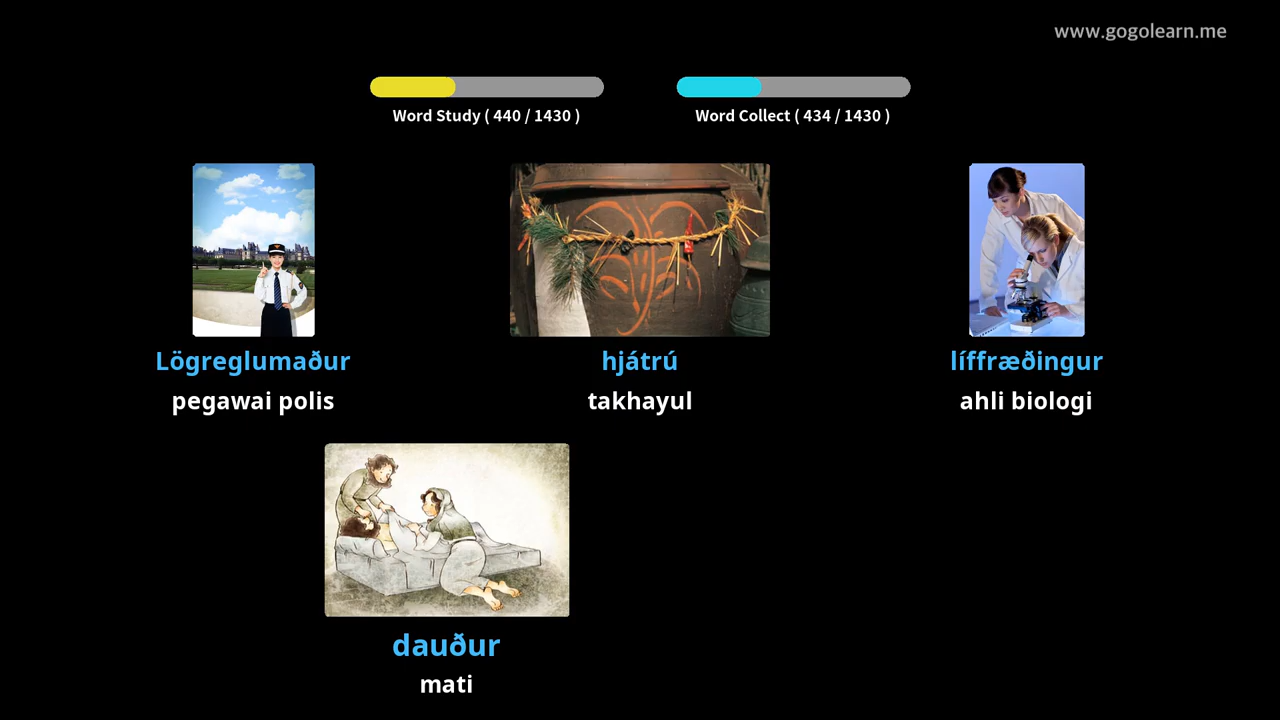 www.gogolearn.me
Word Study ( 440 / 1430 )
Word Collect ( 434 / 1430 )
Lögreglumaður
pegawai polis
hjátrú
takhayul
líffræðingur
ahli biologi
dauður
mati